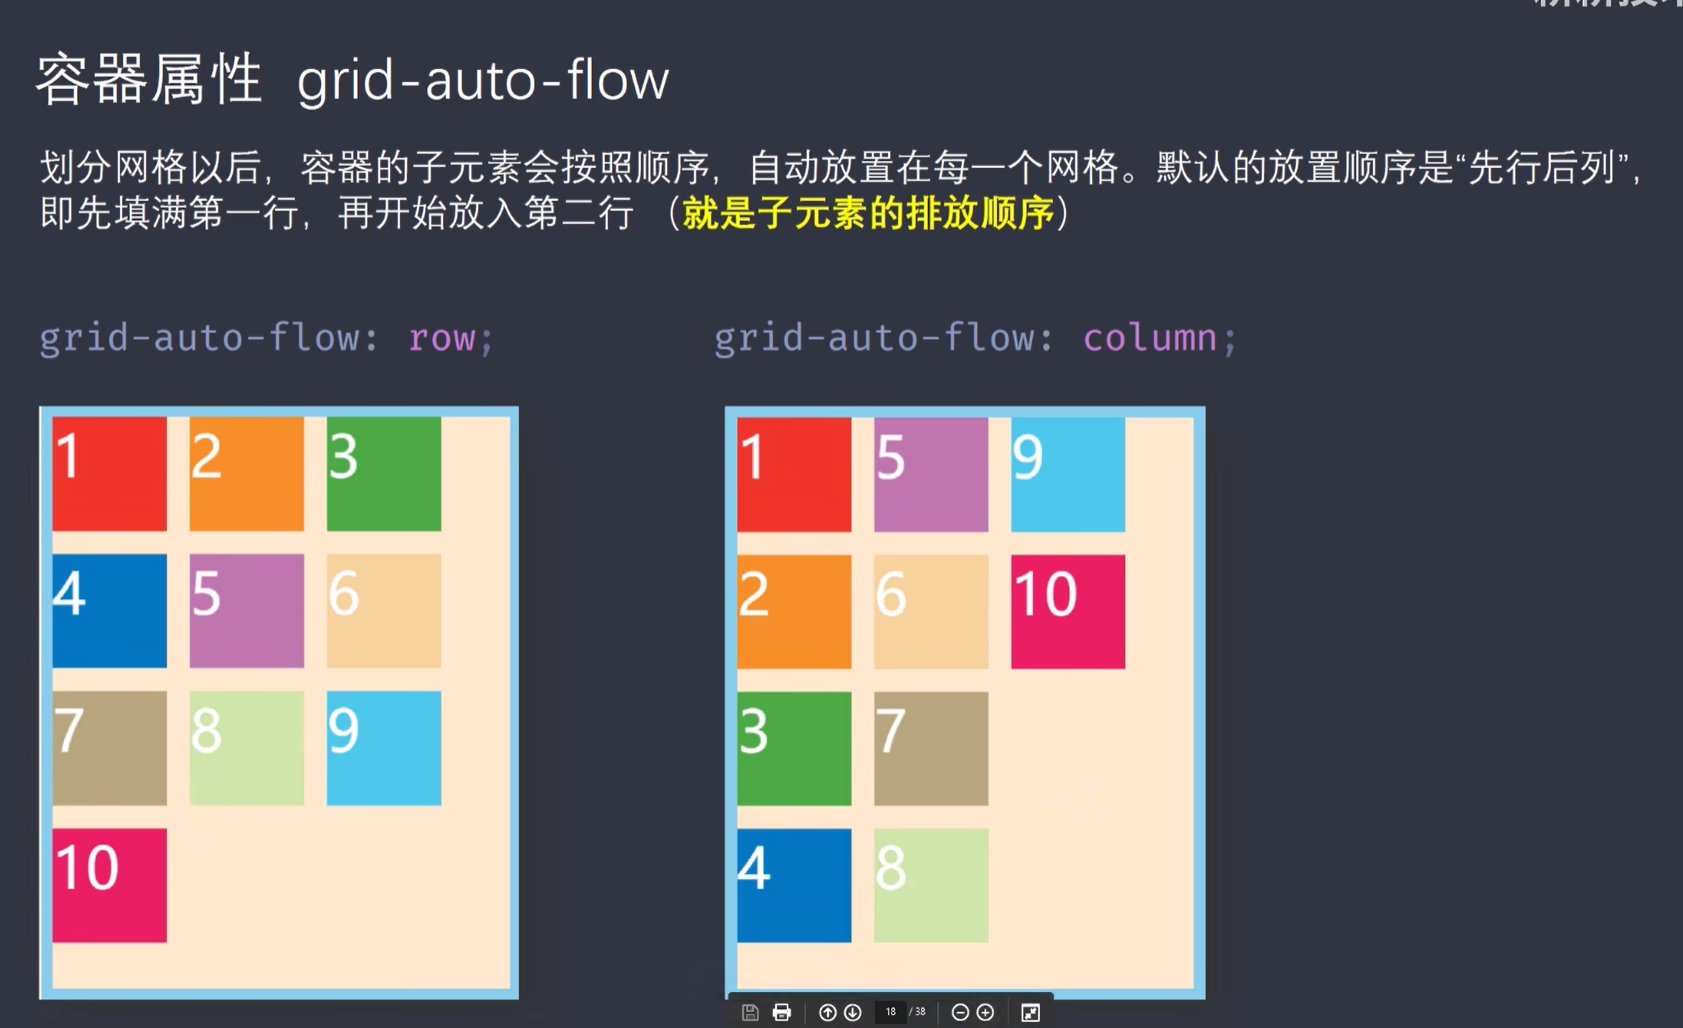 容器属性 grid-auto-flow
划分网格以后，容器的子元素会按照顺序，自动放置在每一个网格。默认的放置顺序是“先行后列”，
即先填满第一行，再开始放入第二行 （就是子元素的排放顺序）
grid-auto-flow: row;
grid-auto-flow: column;
1 2 3
4 5 6
7 8 9
10
1 5 9
2 6 10
3 7
4 8
18 / 38